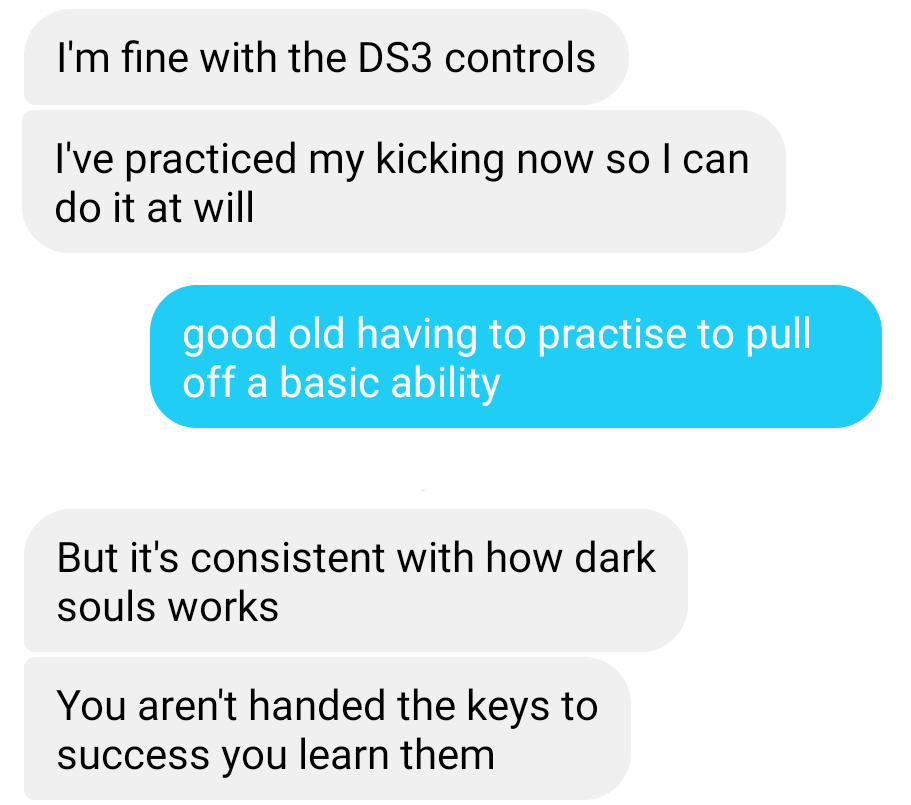 I'm fine with the DS3 controls
I've practiced my kicking now so I can
do it at will
good old having to practise to pull
off a basic ability
But it's consistent with how dark
souls works
You aren't handed the keys to
success you learn them